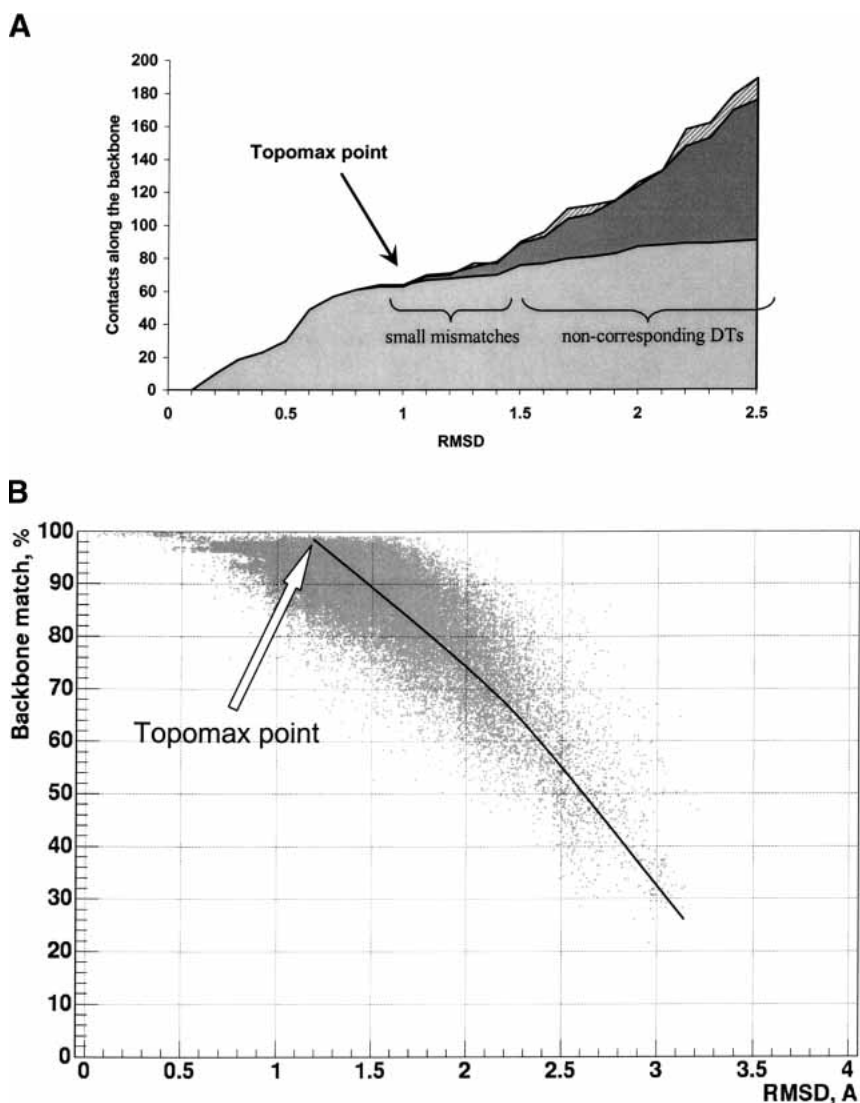 A
200
180
160
140
120
100
80
60
40
20
0
Contacts along the backbone
Topomax point
small mismatches
non-corresponding DTs
0 0.5 1 1.5 2 2.5
RMSD
B
100
90
80
70
60
50
40
30
20
10
0
Backbone match, %
Topomax point
0 0.5 1 1.5 2 2.5 3 3.5 4
RMSD, A